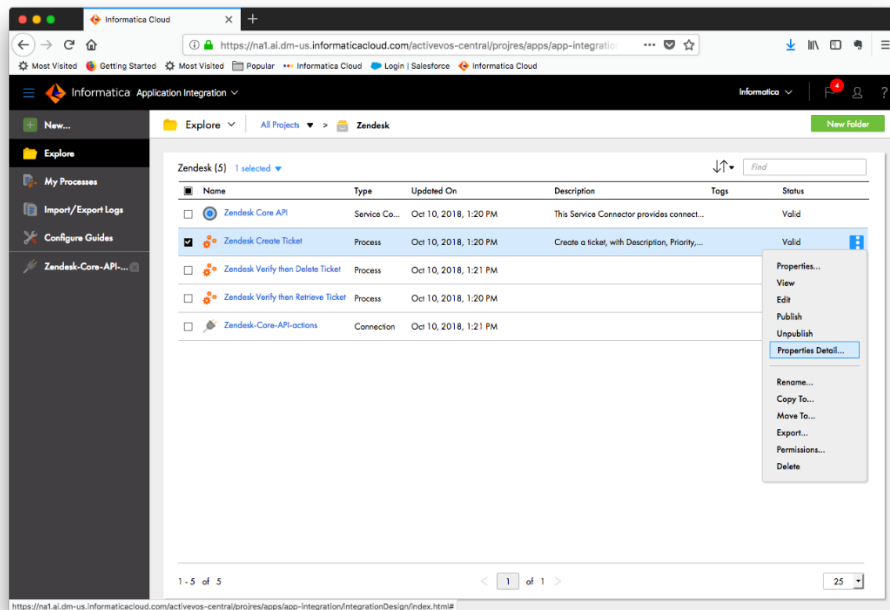 Informatica Cloud
https://na1.ai.dm-us.informaticacloud.com/activevos-central/projres/apps/app-integratio
Most Visited Getting Started Most Visited Popular Informatica Cloud Login | Salesforce Informatica Cloud
Informatica Application Integration Informatica 4 ?
New... Explore All Projects > Zendesk New Folder
Explore
My Processes
Import/Export Logs
Configure Guides
Zendesk-Core-API-...
Zendesk (5) 1 selected Find
Name Type Updated On Description Tags Status
Zendesk Core API Service Co... Oct 10, 2018, 1:20 PM This Service Connector provides connect... Valid
Zendesk Create Ticket Process Oct 10, 2018, 1:20 PM Create a ticket, with Description, Priority,... Valid
Zendesk Verify then Delete Ticket Process Oct 10, 2018, 1:21 PM
Zendesk Verify then Retrieve Ticket Process Oct 10, 2018, 1:20 PM
Zendesk-Core-API-actions Connection Oct 10, 2018, 1:21 PM
Properties...
View
Edit
Publish
Unpublish
Properties Detail...
Rename...
Copy To...
Move To...
Export...
Permissions...
Delete
1 - 5 of 5 < 1 of 1 > 25
https://na1.ai.dm-us.informaticacloud.com/activevos-central/projres/apps/app-integration/integrationDesign/index.html#